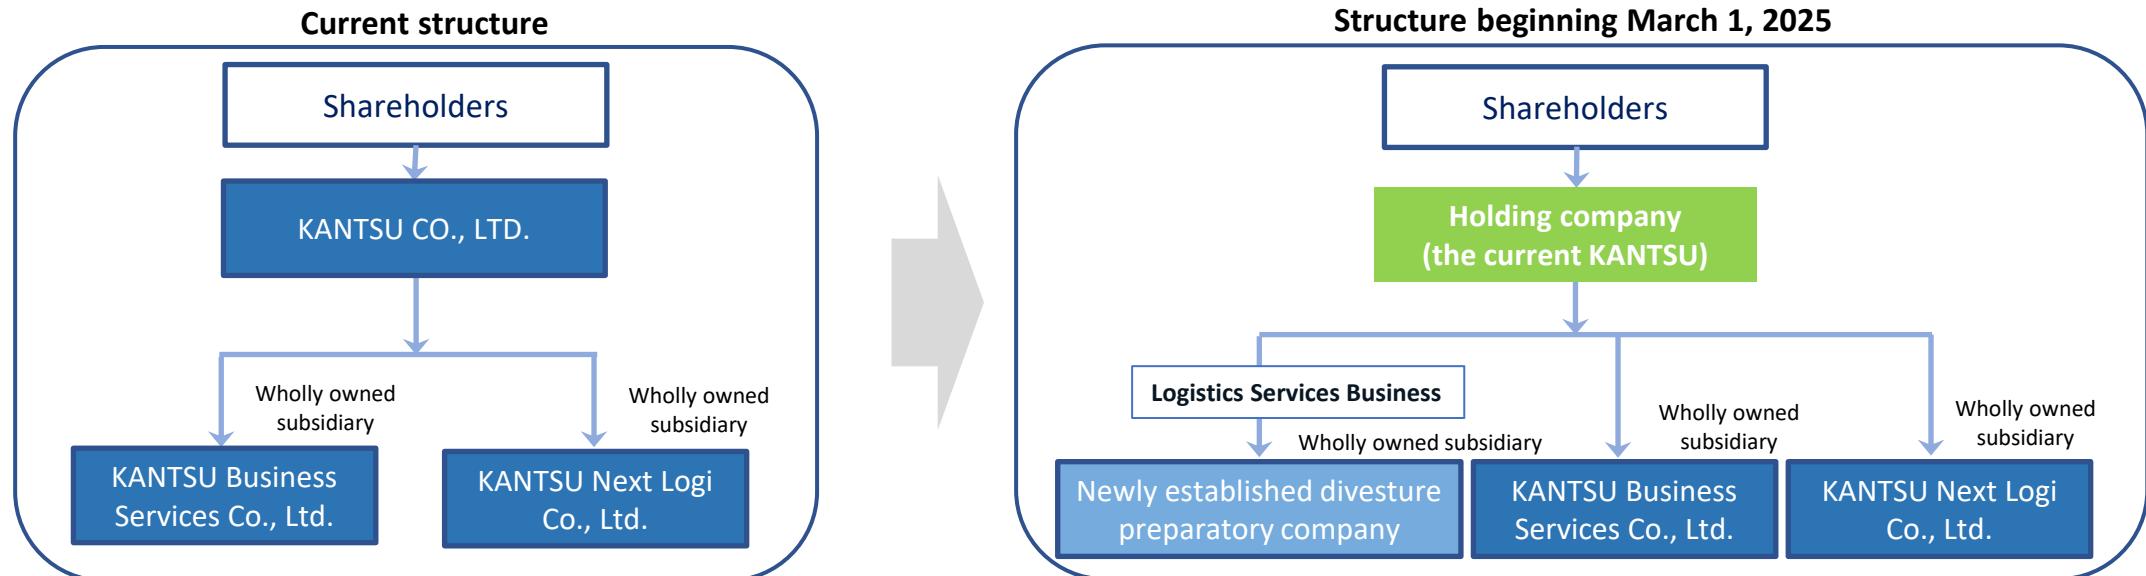 Current structure
Shareholders
KANTSU CO., LTD.
Wholly owned
subsidiary
Wholly owned
subsidiary
KANTSU Business
Services Co., Ltd.
KANTSU Next Logi
Co., Ltd.
Structure beginning March 1, 2025
Shareholders
Holding company
(the current KANTSU)
Logistics Services Business
Wholly owned subsidiary
Wholly owned
subsidiary
Wholly owned
subsidiary
Newly established divesture
preparatory company
KANTSU Business
Services Co., Ltd.
KANTSU Next Logi
Co., Ltd.